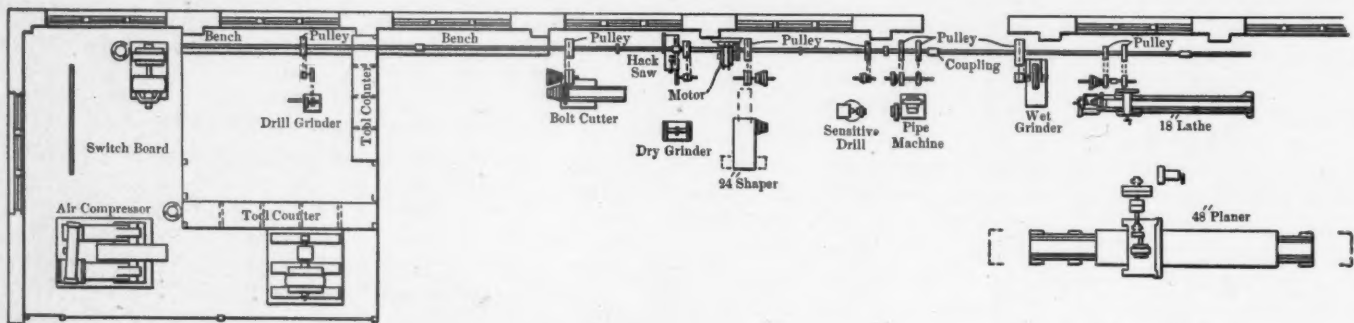 Bench
Pulley
Bench
Pulley
Hack
Saw
Motor
Pulley
Pulley
Coupling
Pulley
Tool Counter
Drill Grinder
Bolt Cutter
Dry Grinder
24" Shaper
Sensitive
Drill
Pipe
Machine
Wet
Grinder
18" Lathe
Switch Board
Air Compressor
Tool Counter
48" Planer